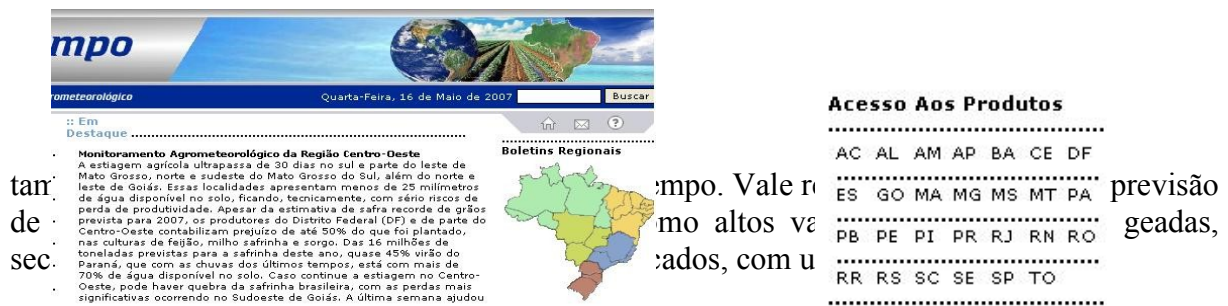 mpo
rometeorológico Quarta-Feira, 16 de Maio de 2007 Buscar
:: Em
Destaque
Monitoramento Agrometeorológico da Região Centro-Oeste
A estiagem agrícola ultrapassa de 30 dias no sul e parte do leste de
Mato Grosso, norte e sudeste do Mato Grosso do Sul, além do norte e
leste de Goiás. Essas localidades apresentam menos de 25 milímetros
de água disponível no solo, ficando, tecnicamente, com sério riscos de
perda de produtividade. Apesar da estimativa de safra recorde de grãos
prevista para 2007, os produtores do Distrito Federal (DF) e de parte do
Centro-Oeste contabilizam prejuízo de até 50% do que foi plantado,
nas culturas de feijão, milho safrinha e sorgo. Das 16 milhões de
toneladas previstas para a safrinha deste ano, quase 45% virão do
Paraná, que com as chuvas dos últimos tempos, está com mais de
70% de água disponível no solo. Caso continue a estiagem no Centro-
Oeste, pode haver quebra da safrinha brasileira, com as perdas mais
significativas ocorrendo no Sudoeste de Goiás. A última semana ajudou
Boletins Regionais
Acesso Aos Produtos
AC AL AM AP BA CE DF
ES GO MA MG MS MT PA
PB PE PI PR RJ RN RO
RR RS SC SE SP TO
tam empo. Vale re previsão
de mo altos va geadas,
sec cados, com u